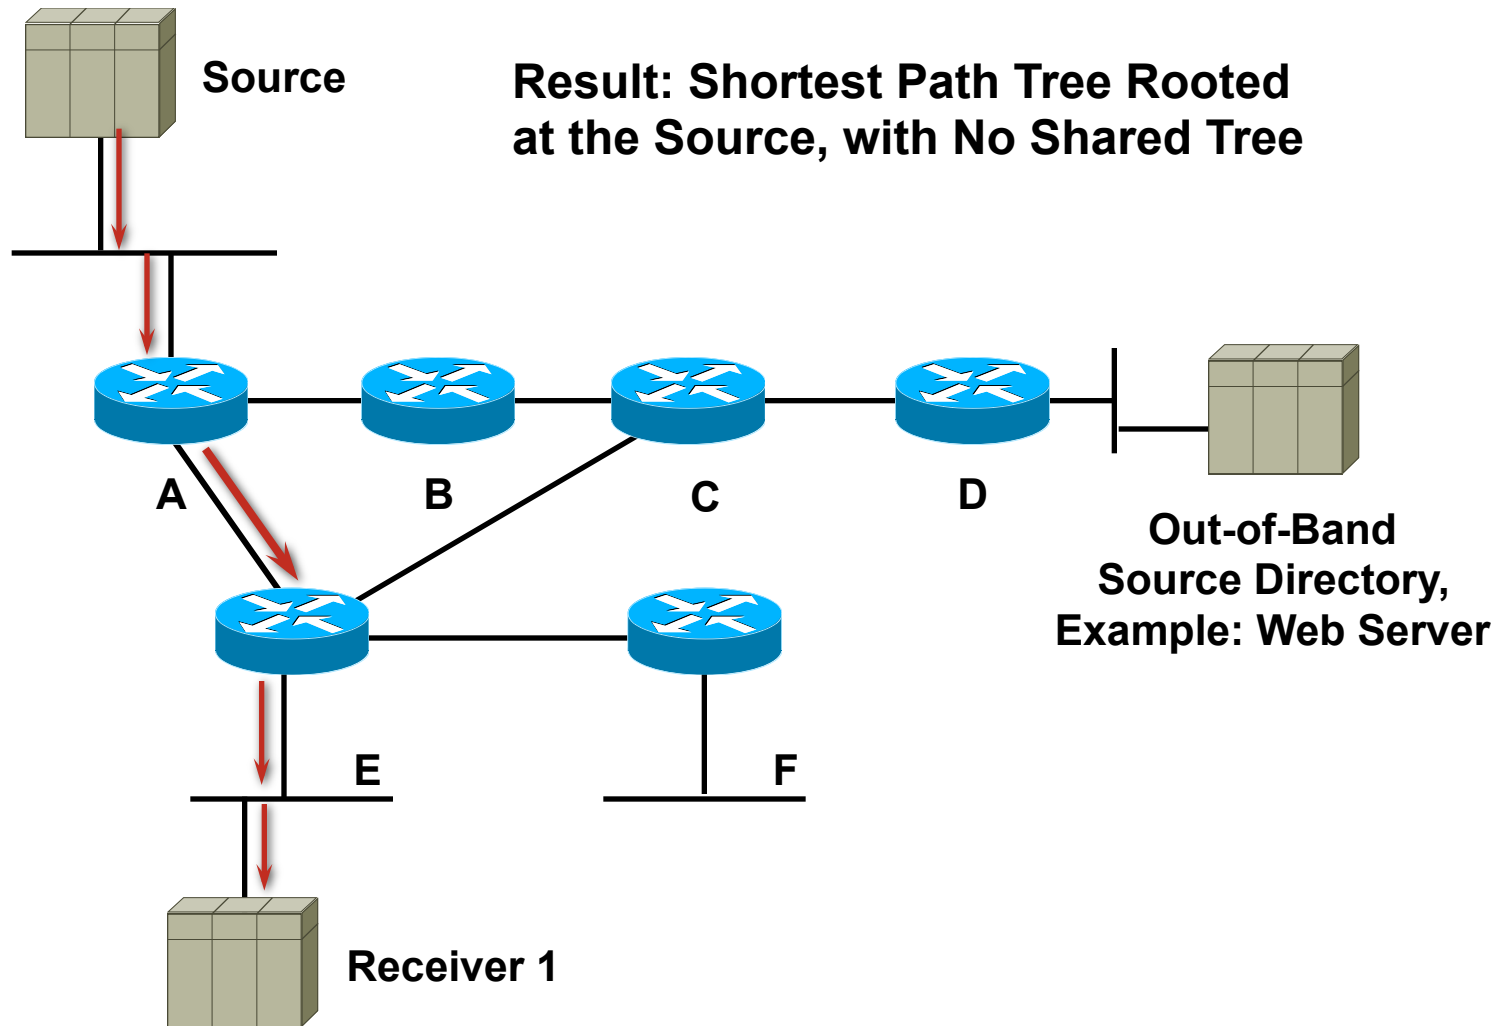 Source
Result: Shortest Path Tree Rooted
at the Source, with No Shared Tree
A
B
C
D
Out-of-Band
Source Directory,
Example: Web Server
E
F
Receiver 1